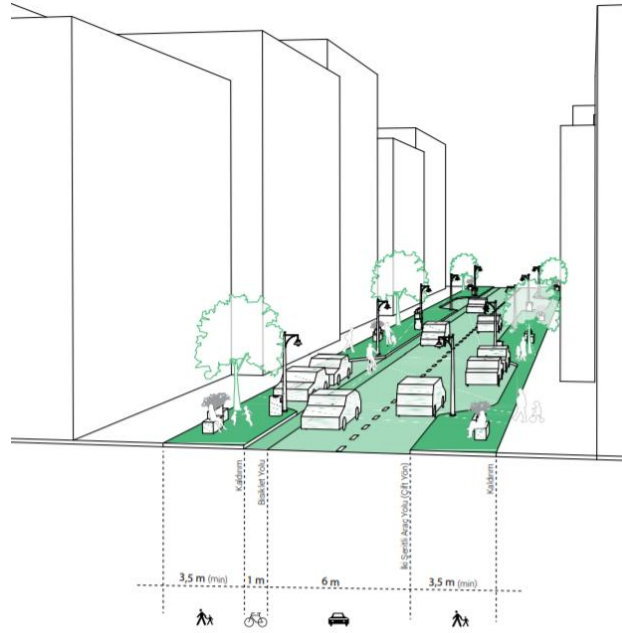 Kaldırım
Bisiklet Yolu
İki Şeritli Araç Yolu (Çift Yön)
Kaldırım
3,5 m (min)
1 m
6 m
3,5 m (min)